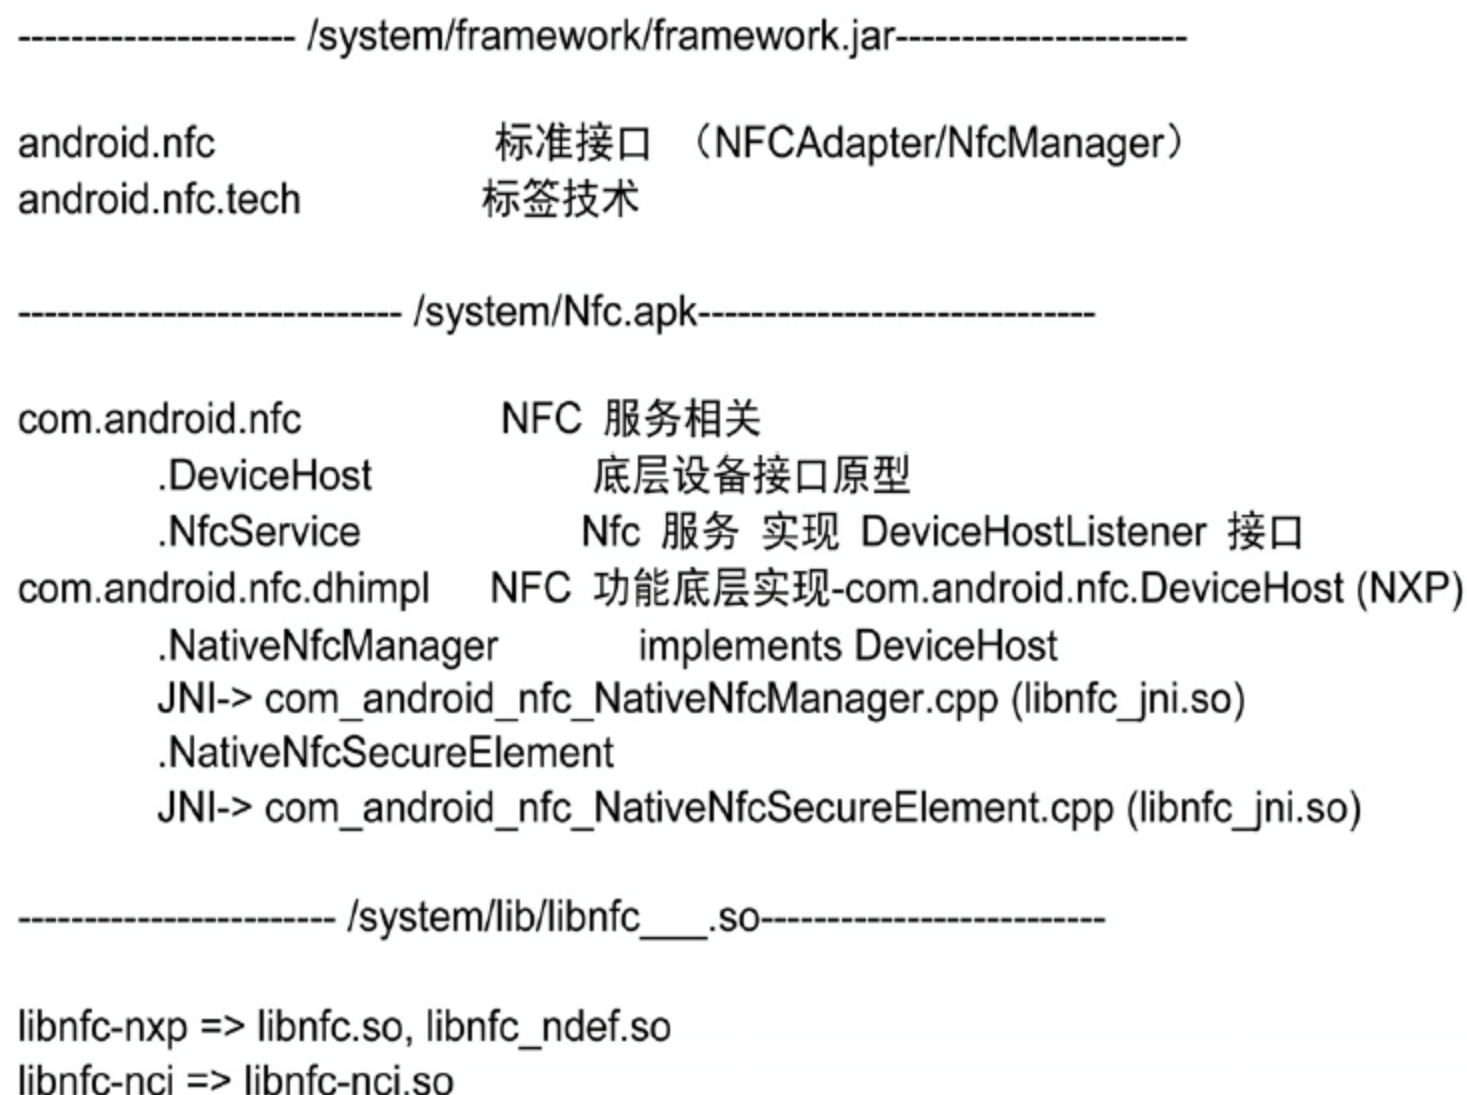 --------------------- /system/framework/framework.jar----------------------
android.nfc 标准接口 （NFCAdapter/NfcManager）
android.nfc.tech 标签技术
----------------------------- /system/Nfc.apk------------------------------
com.android.nfc NFC 服务相关
.DeviceHost 底层设备接口原型
.NfcService Nfc 服务 实现 DeviceHostListener 接口
com.android.nfc.dhimpl NFC 功能底层实现-com.android.nfc.DeviceHost (NXP)
.NativeNfcManager implements DeviceHost
JNI-> com_android_nfc_NativeNfcManager.cpp (libnfc_jni.so)
.NativeNfcSecureElement
JNI-> com_android_nfc_NativeNfcSecureElement.cpp (libnfc_jni.so)
------------------------ /system/lib/libnfc___.so--------------------------
libnfc-nxp => libnfc.so, libnfc_ndef.so
libnfc-nci => libnfc-nci.so